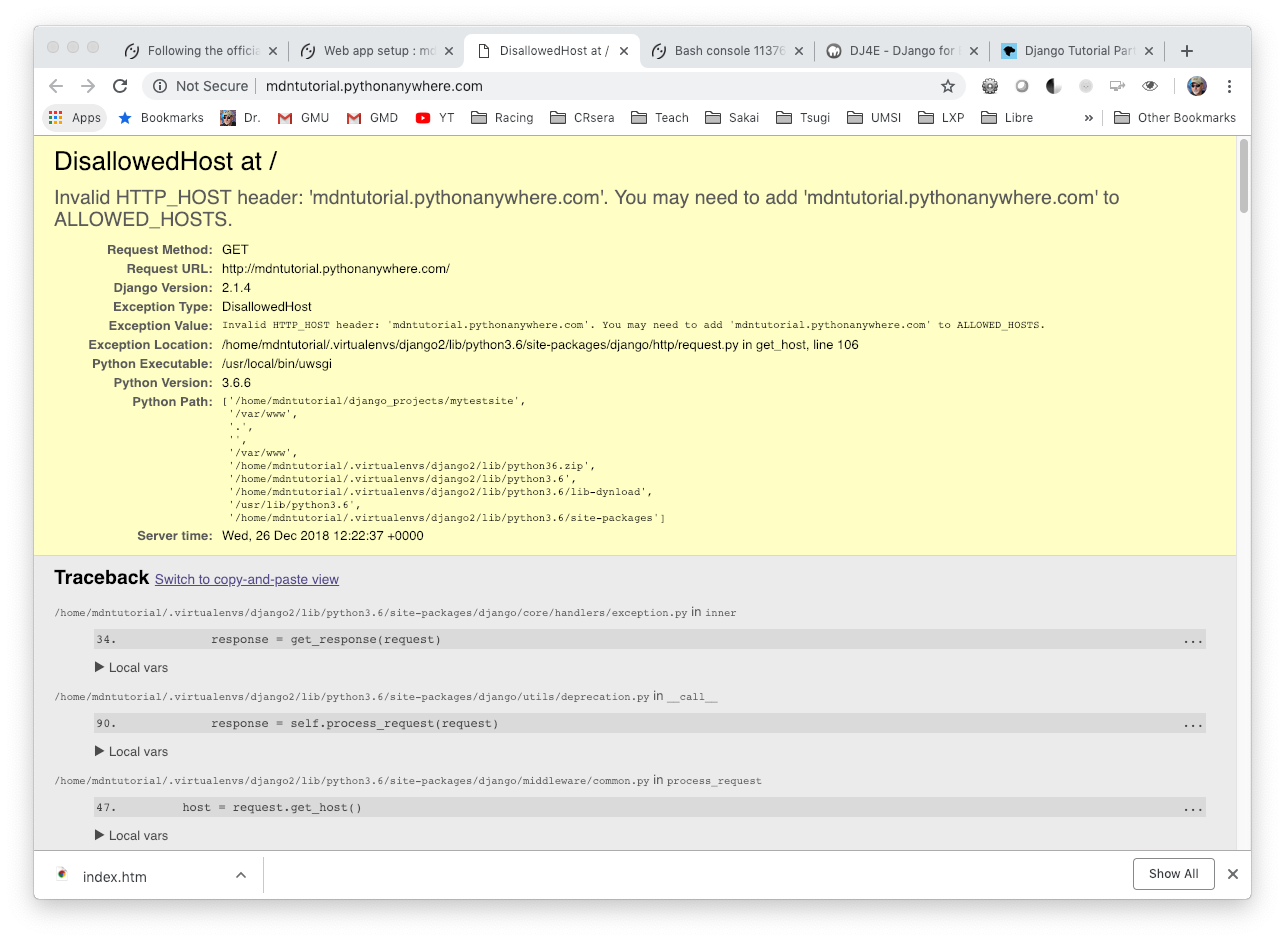 Following the officia
Web app setup : md
DisallowedHost at /
Bash console 11376
DJ4E - DJango for
Django Tutorial Part
Not Secure
mdntutorial.pythonanywhere.com
Apps
Bookmarks
Dr.
GMU
GMD
YT
Racing
CRsera
Teach
Sakai
Tsugi
UMSI
LXP
Libre
»
Other Bookmarks
DisallowedHost at /
Invalid HTTP_HOST header: 'mdntutorial.pythonanywhere.com'. You may need to add 'mdntutorial.pythonanywhere.com' to
ALLOWED_HOSTS.
Request Method: GET
Request URL: http://mdntutorial.pythonanywhere.com/
Django Version: 2.1.4
Exception Type: DisallowedHost
Exception Value: Invalid HTTP_HOST header: 'mdntutorial.pythonanywhere.com'. You may need to add 'mdntutorial.pythonanywhere.com' to ALLOWED_HOSTS.
Exception Location: /home/mdntutorial/.virtualenvs/django2/lib/python3.6/site-packages/django/http/request.py in get_host, line 106
Python Executable: /usr/local/bin/uwsgi
Python Version: 3.6.6
Python Path: ['/home/mdntutorial/django_projects/mytestsite',
'/var/www',
'.',
'',
'/var/www',
'/home/mdntutorial/.virtualenvs/django2/lib/python36.zip',
'/home/mdntutorial/.virtualenvs/django2/lib/python3.6',
'/home/mdntutorial/.virtualenvs/django2/lib/python3.6/lib-dynload',
'/usr/lib/python3.6',
'/home/mdntutorial/.virtualenvs/django2/lib/python3.6/site-packages']
Server time: Wed, 26 Dec 2018 12:22:37 +0000
Traceback Switch to copy-and-paste view
/home/mdntutorial/.virtualenvs/django2/lib/python3.6/site-packages/django/core/handlers/exception.py in inner
34. response = get_response(request) ...
▶ Local vars
/home/mdntutorial/.virtualenvs/django2/lib/python3.6/site-packages/django/utils/deprecation.py in __call__
90. response = self.process_request(request) ...
▶ Local vars
/home/mdntutorial/.virtualenvs/django2/lib/python3.6/site-packages/django/middleware/common.py in process_request
47. host = request.get_host() ...
▶ Local vars
index.htm
Show All